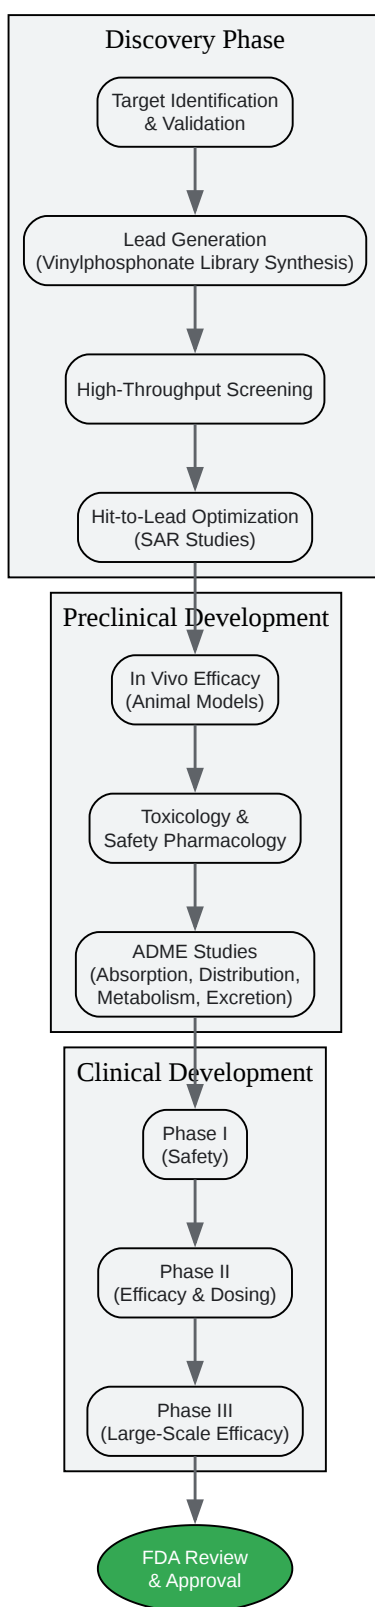 Discovery Phase
Target Identification
& Validation
Lead Generation
(Vinylphosphonate Library Synthesis)
High-Throughput Screening
Hit-to-Lead Optimization
(SAR Studies)
Preclinical Development
In Vivo Efficacy
(Animal Models)
Toxicology &
Safety Pharmacology
ADME Studies
(Absorption, Distribution,
Metabolism, Excretion)
Clinical Development
Phase I
(Safety)
Phase II
(Efficacy & Dosing)
Phase III
(Large-Scale Efficacy)
FDA Review
& Approval